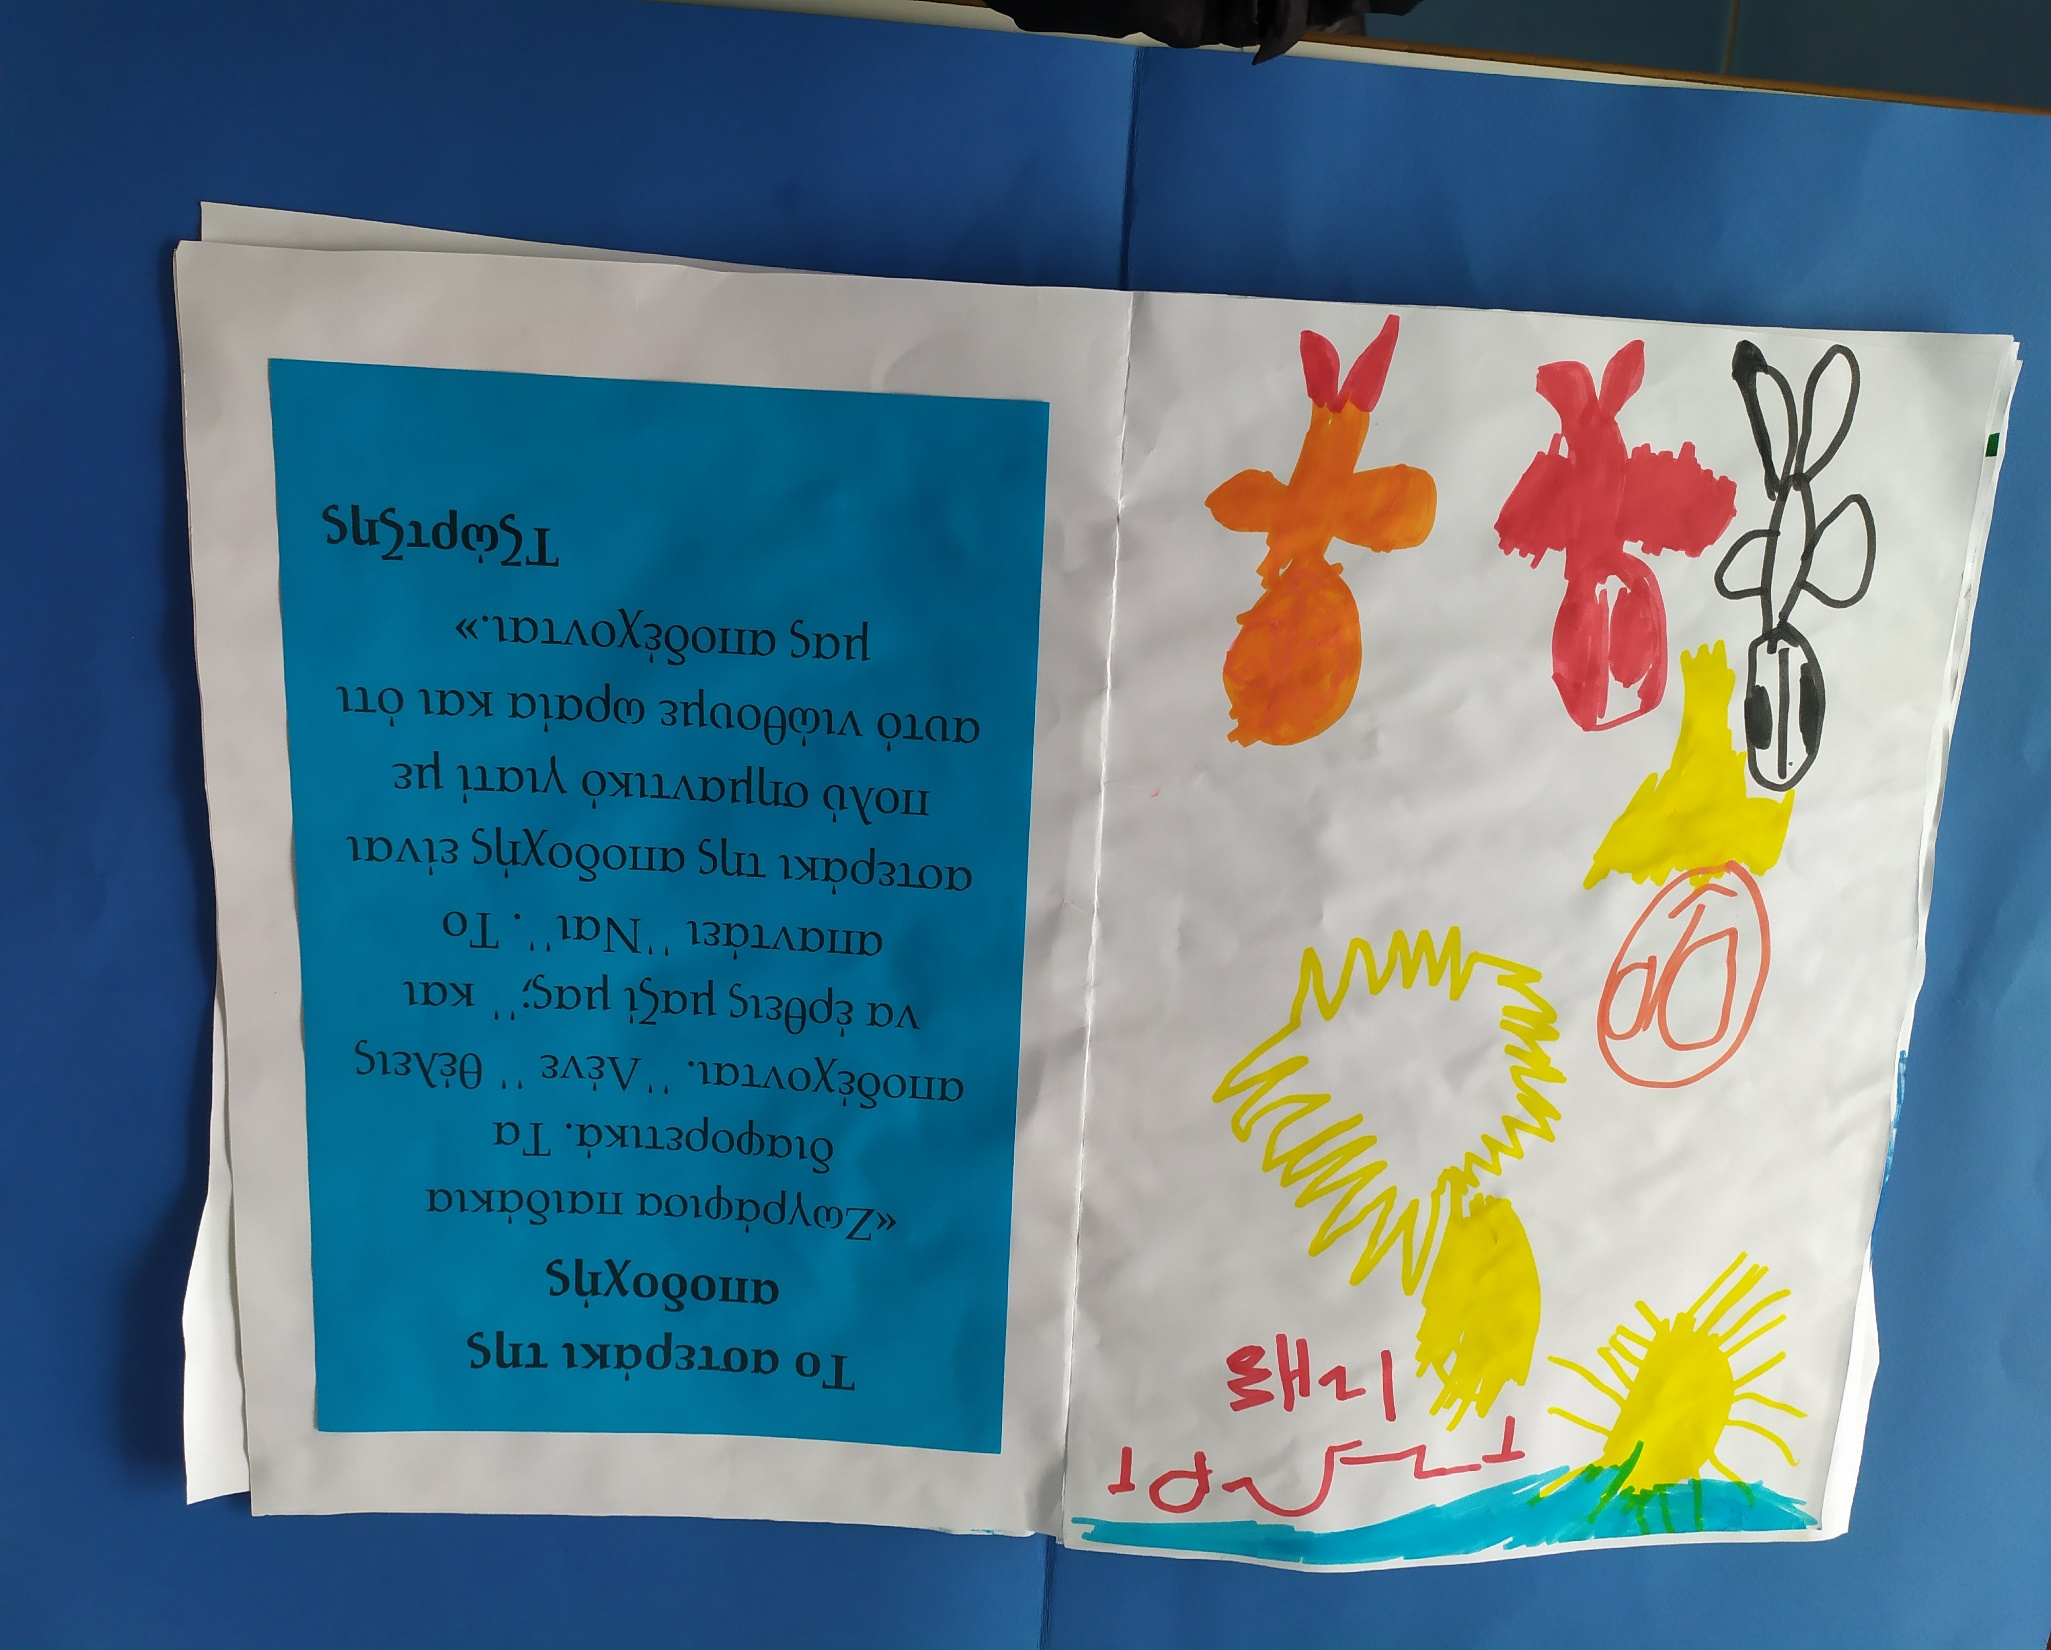 Το αστεράκι της
αποδοχής
«Ζωγράφισα παιδάκια
διαφορετικά. Τα
αποδέχονται. ΄΄Λένε ΄΄ θέλεις
να έρθεις μαζί μας;΄΄ και
απαντάει ΄΄Ναι΄΄. Το
αστεράκι της αποδοχής είναι
πολύ σημαντικό γιατί με
αυτό νιώθουμε ωραία και ότι
μας αποδέχονται.»
Τζώρτζης